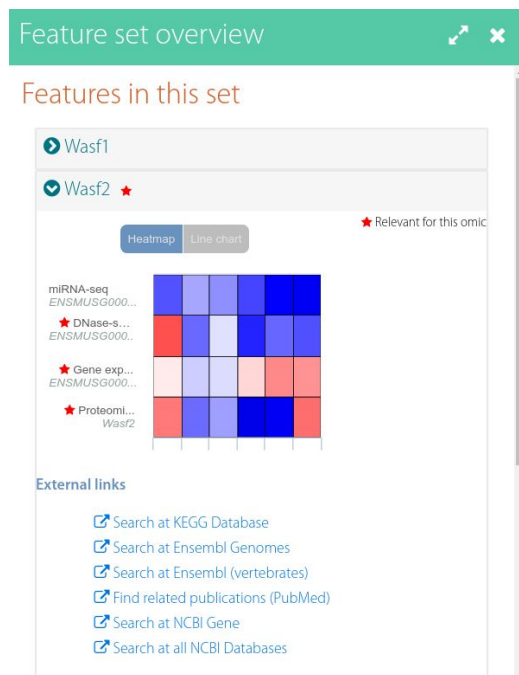 Feature set overview
Features in this set
Wasf1
Wasf2
Relevant for this omic
Heatmap Line chart
miRNA-seq
ENSMUSG000...
DNase-s...
ENSMUSG000..
Gene exp...
ENSMUSG000...
Proteomi...
Wasf2
External links
Search at KEGG Database
Search at Ensembl Genomes
Search at Ensembl (vertebrates)
Find related publications (PubMed)
Search at NCBI Gene
Search at all NCBI Databases